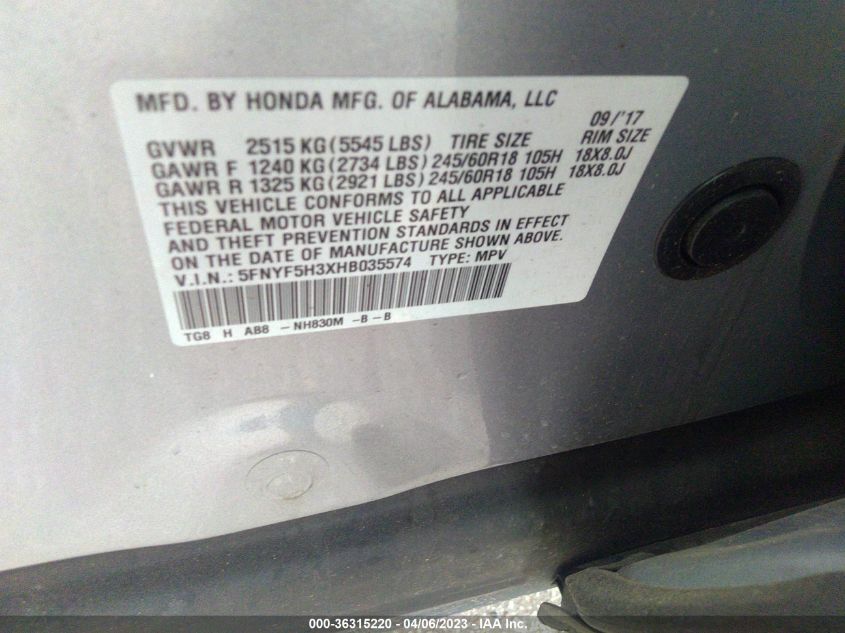 MFD. BY HONDA MFG. OF ALABAMA, LLC
09/'17
GVWR 2515 KG (5545 LBS) TIRE SIZE RIM SIZE
GAWR F 1240 KG (2734 LBS) 245/60R18 105H 18X8.0J
GAWR R 1325 KG (2921 LBS) 245/60R18 105H 18X8.0J
THIS VEHICLE CONFORMS TO ALL APPLICABLE
FEDERAL MOTOR VEHICLE SAFETY
AND THEFT PREVENTION STANDARDS IN EFFECT
ON THE DATE OF MANUFACTURE SHOWN ABOVE.
V.I.N.: 5FNYF5H3XHB035574 TYPE: MPV
TG8 H AB8 -NH830M -B -B
000-36315220 - 04/06/2023 - IAA Inc.